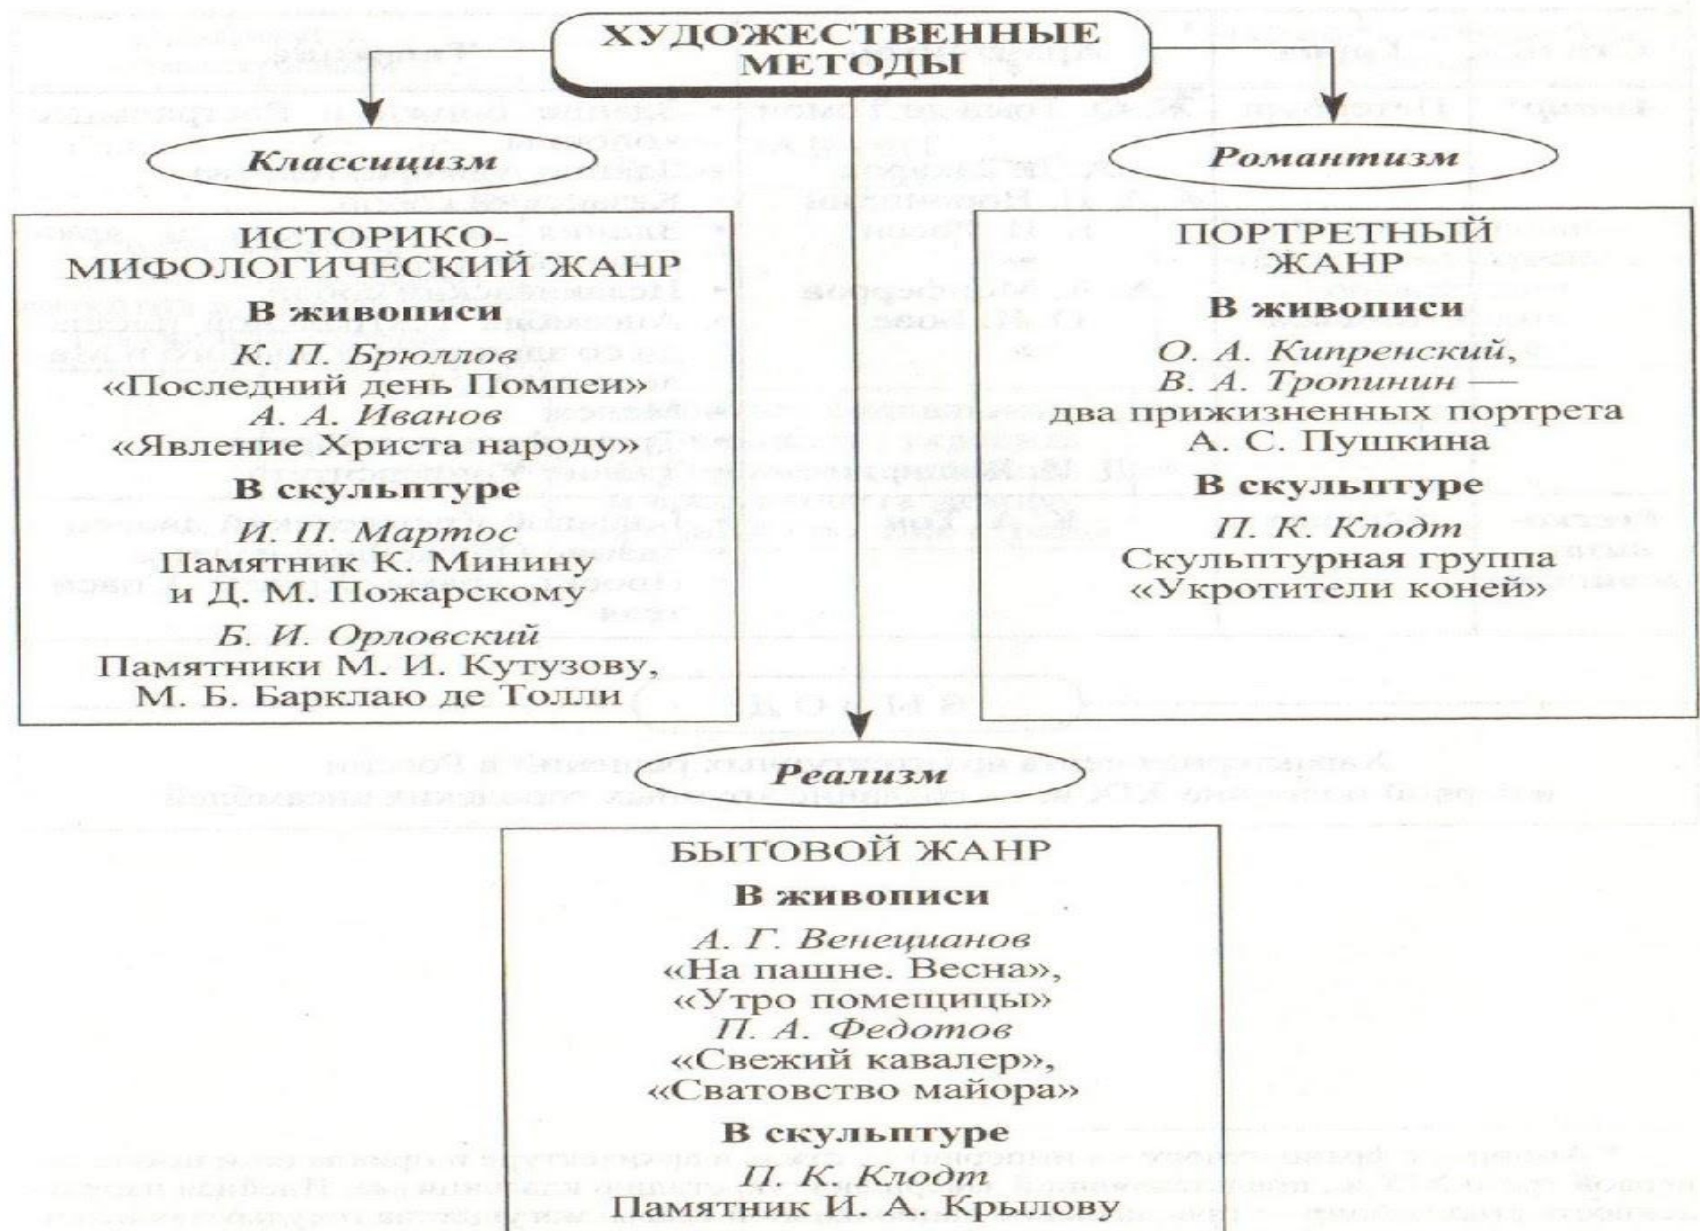 ХУДОЖЕСТВЕННЫЕ
МЕТОДЫ
Классицизм
ИСТОРИКО-
МИФОЛОГИЧЕСКИЙ ЖАНР
В живописи
К. П. Брюллов
«Последний день Помпеи»
А. А. Иванов
«Явление Христа народу»
В скульптуре
И. П. Мартос
Памятник К. Минину
и Д. М. Пожарскому
Б. И. Орловский
Памятники М. И. Кутузову,
М. Б. Барклаю де Толли
Романтизм
ПОРТРЕТНЫЙ
ЖАНР
В живописи
О. А. Кипренский,
В. А. Тропинин —
два прижизненных портрета
А. С. Пушкина
В скульптуре
П. К. Клодт
Скульптурная группа
«Укротители коней»
Реализм
БЫТОВОЙ ЖАНР
В живописи
А. Г. Венецианов
«На пашне. Весна»,
«Утро помещицы»
П. А. Федотов
«Свежий кавалер»,
«Сватовство майора»
В скульптуре
П. К. Клодт
Памятник И. А. Крылову